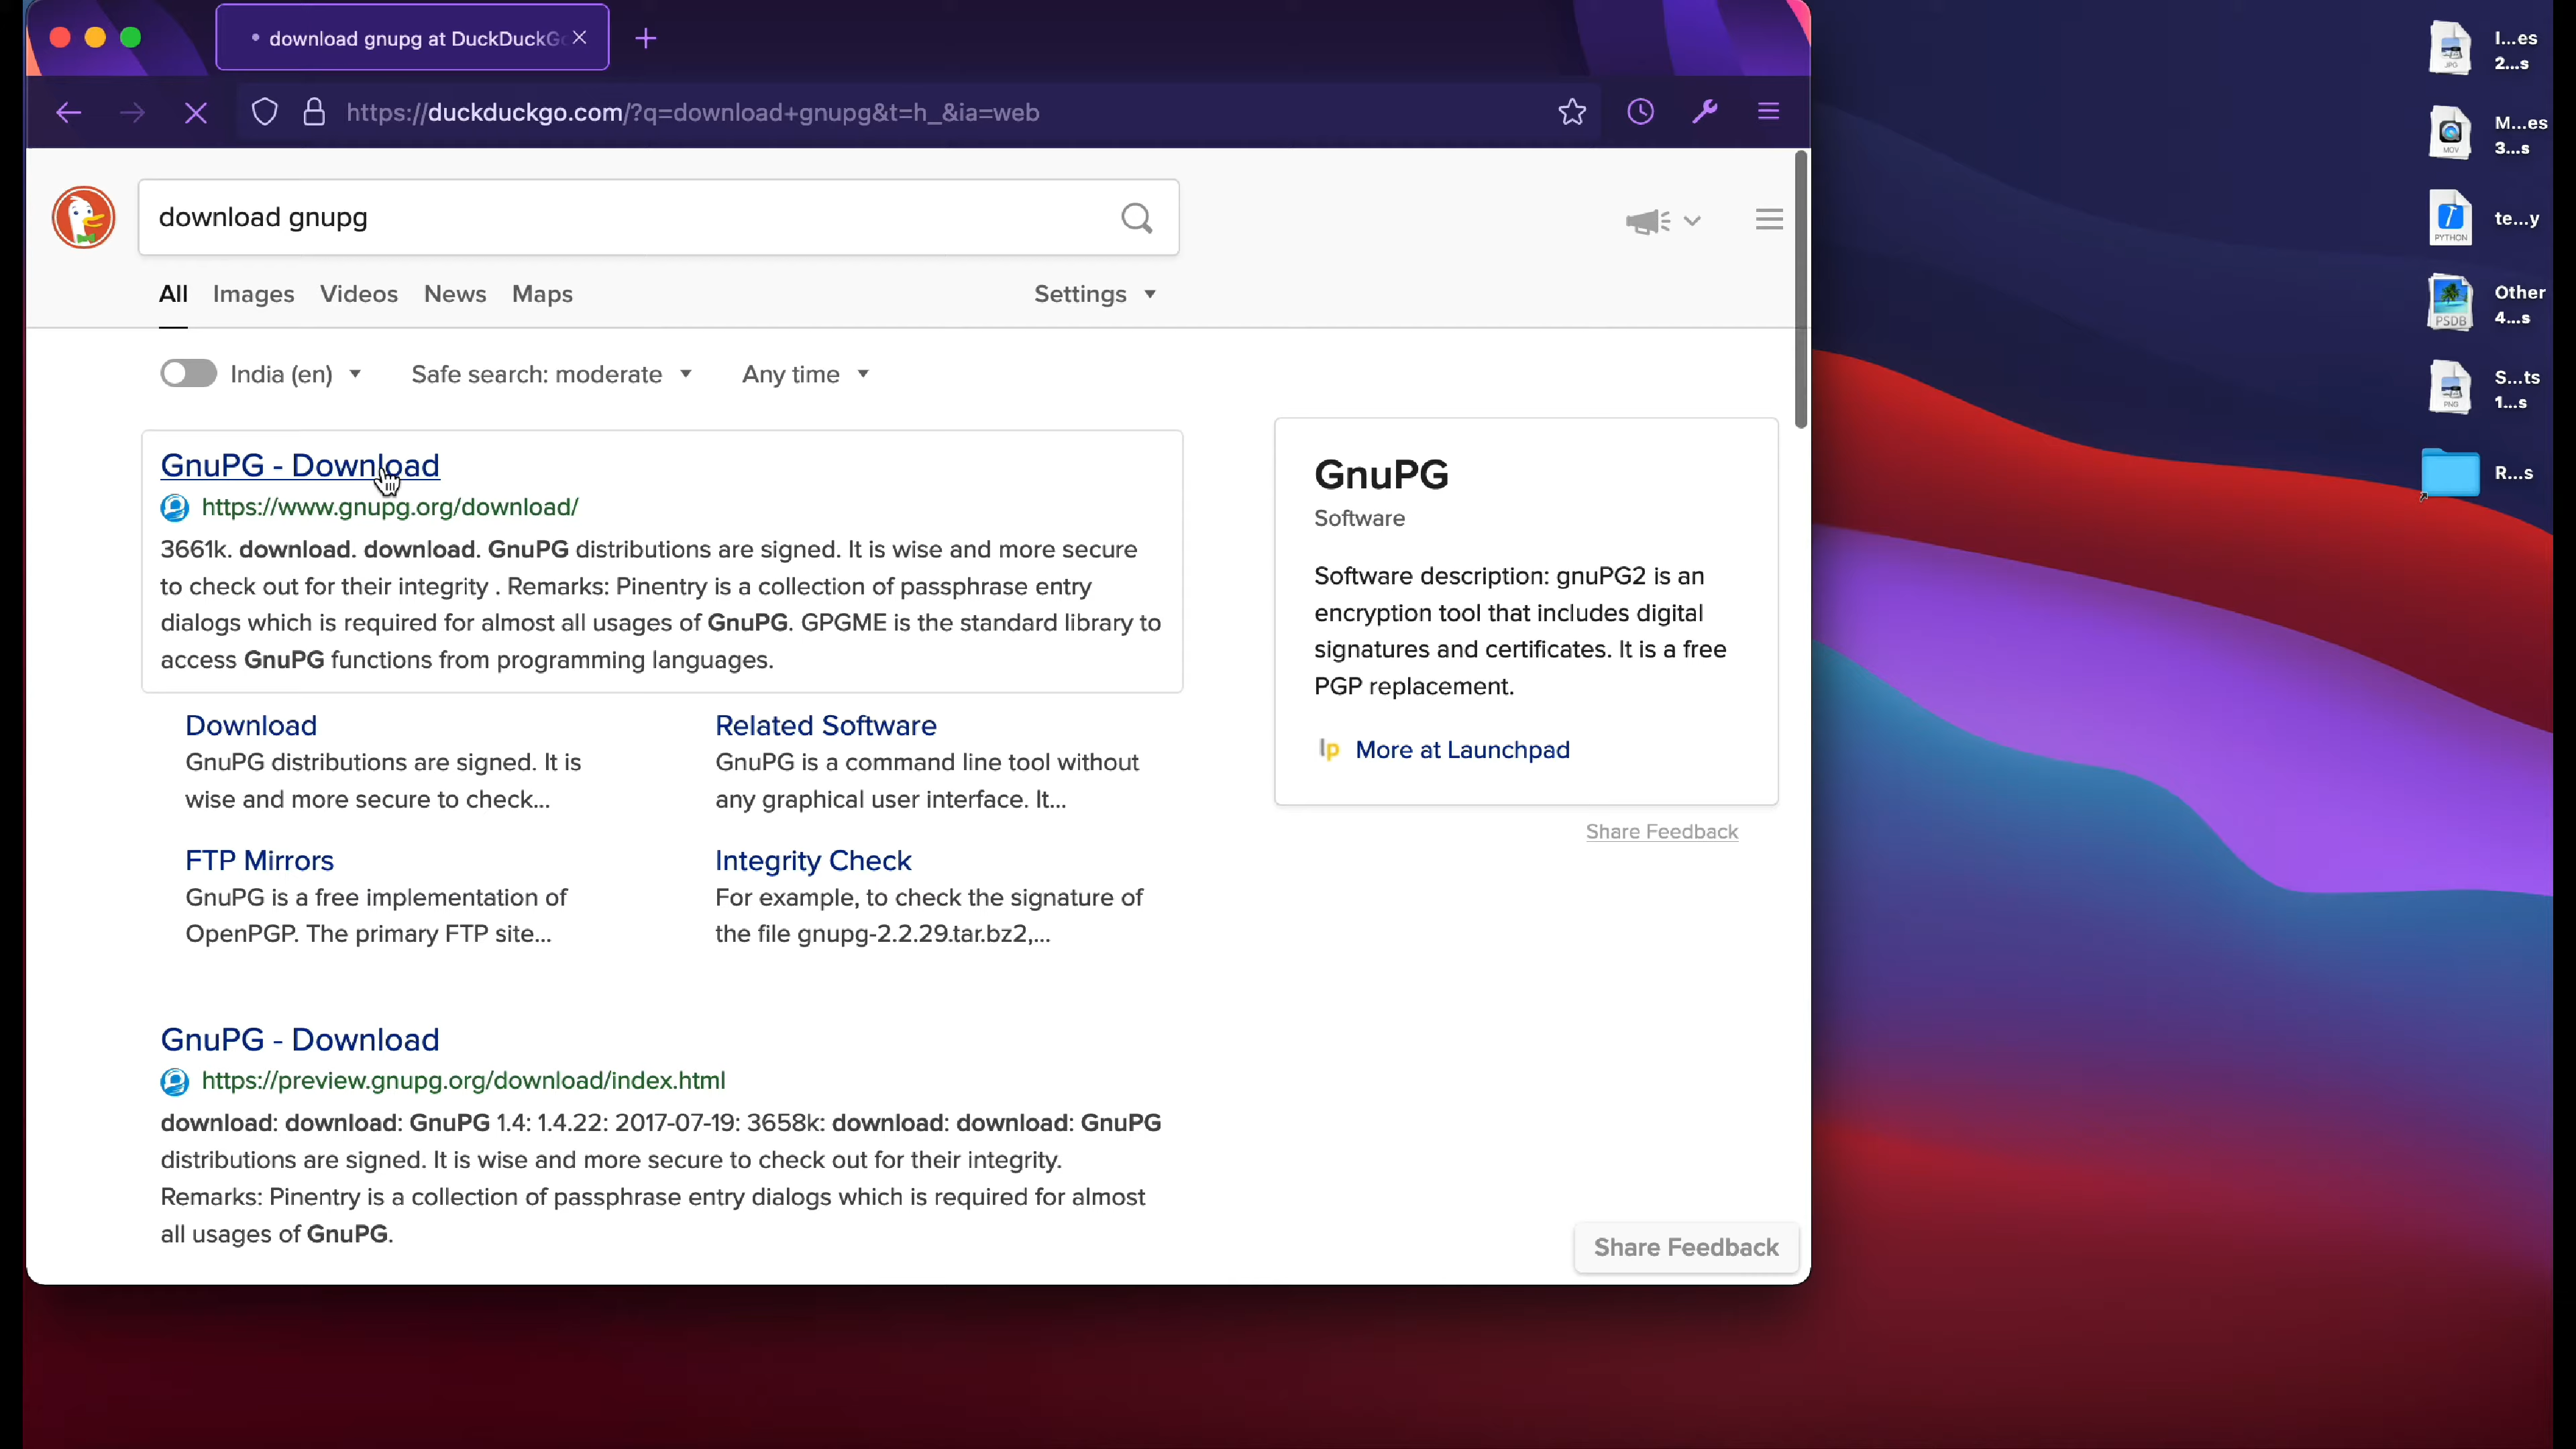 download gnupg at DuckDuckG
https://duckduckgo.com/?q=download+gnupg&t=h_&ia=web
download gnupg
All Images Videos News Maps Settings
India (en) Safe search: moderate Any time
GnuPG - Download
https://www.gnupg.org/download/
3661k. download. download. GnuPG distributions are signed. It is wise and more secure
to check out for their integrity . Remarks: Pinentry is a collection of passphrase entry
dialogs which is required for almost all usages of GnuPG. GPGME is the standard library to
access GnuPG functions from programming languages.
Download
GnuPG distributions are signed. It is
wise and more secure to check...
Related Software
GnuPG is a command line tool without
any graphical user interface. It...
FTP Mirrors
GnuPG is a free implementation of
OpenPGP. The primary FTP site...
Integrity Check
For example, to check the signature of
the file gnupg-2.2.29.tar.bz2,...
GnuPG - Download
https://preview.gnupg.org/download/index.html
download: download: GnuPG 1.4: 1.4.22: 2017-07-19: 3658k: download: download: GnuPG
distributions are signed. It is wise and more secure to check out for their integrity.
Remarks: Pinentry is a collection of passphrase entry dialogs which is required for almost
all usages of GnuPG.
GnuPG
Software
Software description: gnuPG2 is an
encryption tool that includes digital
signatures and certificates. It is a free
PGP replacement.
lp More at Launchpad
Share Feedback
Share Feedback
JPG
I...es
2...s
MOV
M...es
3...s
PYTHON
te...y
PSDB
Other
4...s
PNG
S...ts
1...s
R...s